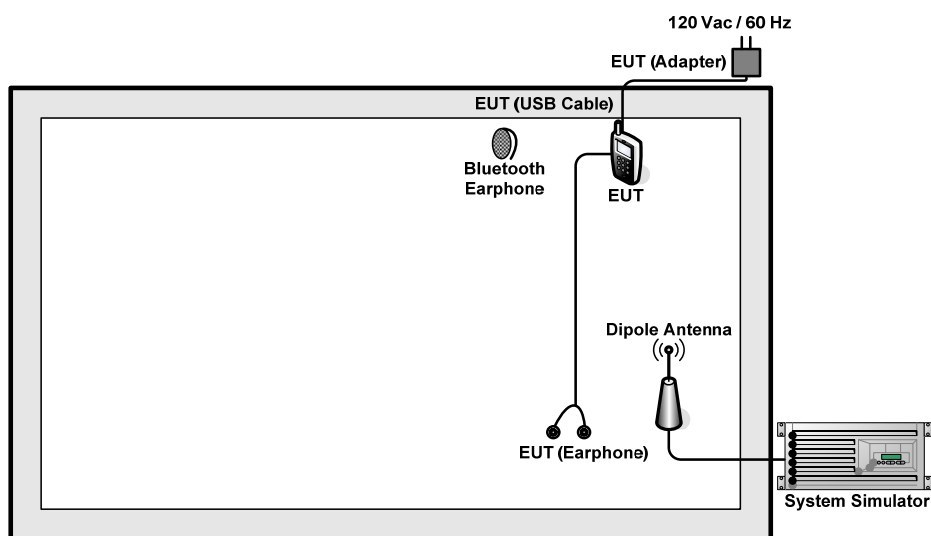 120 Vac / 60 Hz
EUT (Adapter)
EUT (USB Cable)
Bluetooth
Earphone
EUT
Dipole Antenna
EUT (Earphone)
System Simulator